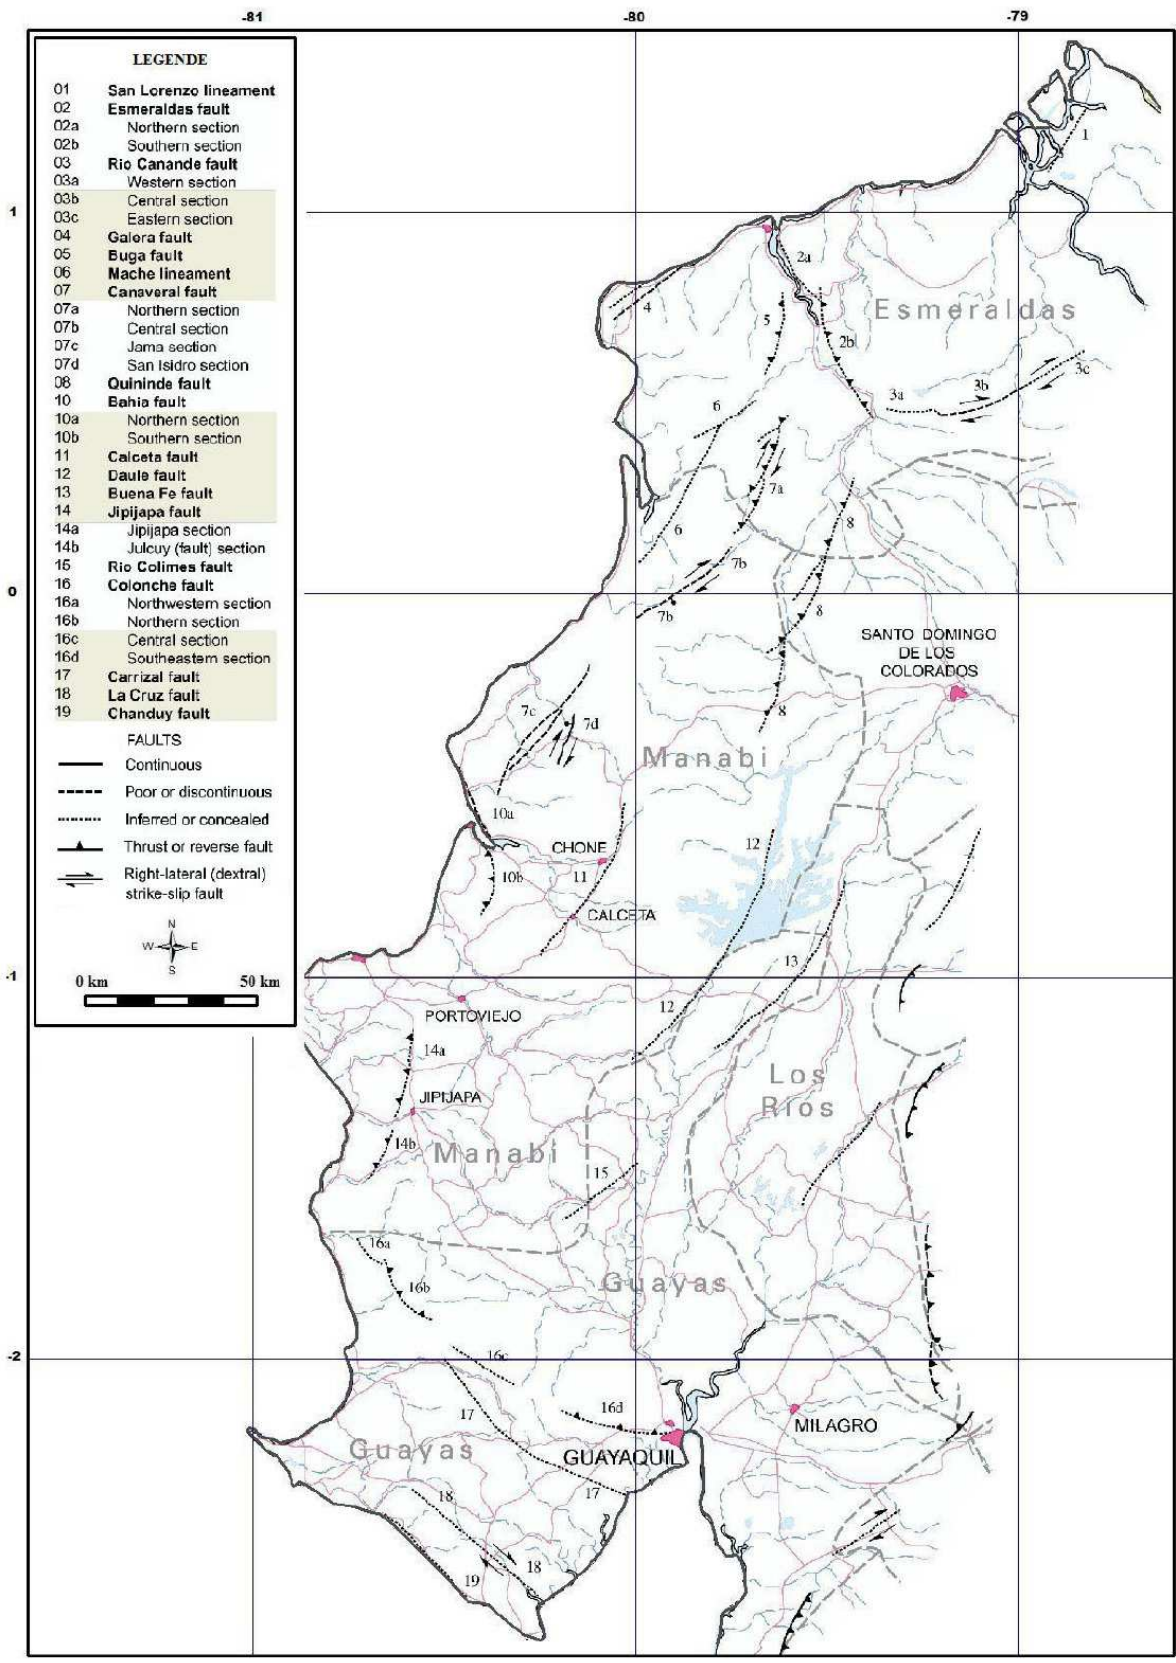 -81 -80 -79
LEGENDE
01 San Lorenzo lineament
02 Esmeraldas fault
02a Northern section
02b Southern section
03 Rio Canande fault
03a Western section
03b Central section
03c Eastern section
04 Galera fault
05 Buga fault
06 Mache lineament
07 Canaveral fault
07a Northern section
07b Central section
07c Jama section
07d San Isidro section
08 Quininde fault
10 Bahia fault
10a Northern section
10b Southern section
11 Calceta fault
12 Daule fault
13 Buena Fe fault
14 Jipijapa fault
14a Jipijapa section
14b Julcuy (fault) section
15 Rio Colimes fault
16 Colonche fault
16a Northwestern section
16b Northern section
16c Central section
16d Southeastern section
17 Carrizal fault
18 La Cruz fault
19 Chanduy fault
FAULTS
Continuous
Poor or discontinuous
Inferred or concealed
Thrust or reverse fault
Right-lateral (dextral)
strike-slip fault
N
W E
S
0 km 50 km
1
0
-1
-2
1
2a
4
5
Esmeraldas
2b
3c
3b
3a
6
7a
6
8
7b
7b
8
SANTO DOMINGO
DE LOS
COLORADOS
7c
7d
8
Manabi
10a
CHONE
12
11
10b
CALCETA
13
12
PORTOVIEJO
14a
Los
Rios
JIPIJAPA
14b
Manabi
15
16a
16b
Guayas
16c
17
16d
MILAGRO
Guayas
GUAYAQUIL
18
17
18
19